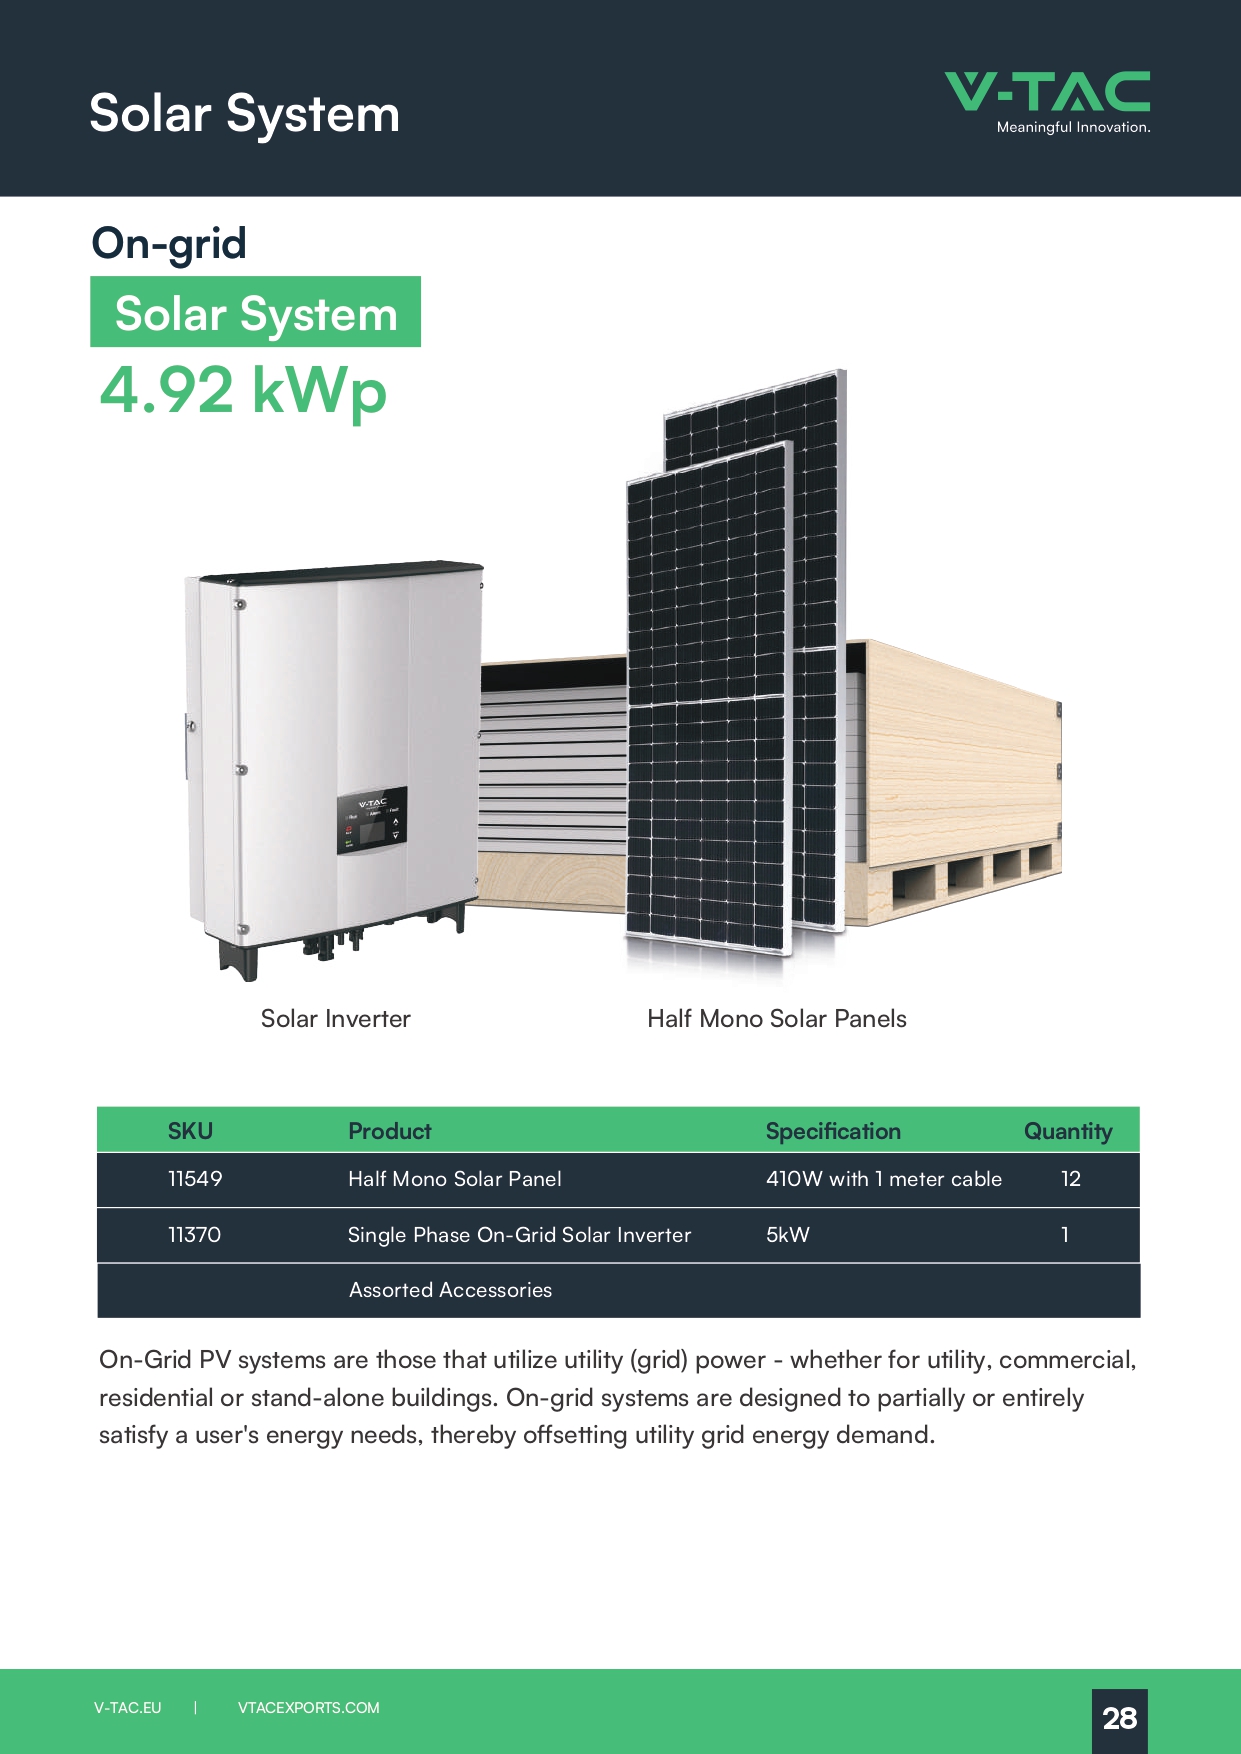 Solar System
V-TAC
Meaningful Innovation.
On-grid
Solar System
4.92 kWp
V-TAC
Run Alarm Fault
Solar Inverter
Half Mono Solar Panels
SKU Product Specification Quantity
11549 Half Mono Solar Panel 410W with 1 meter cable 12
11370 Single Phase On-Grid Solar Inverter 5kW 1
Assorted Accessories
On-Grid PV systems are those that utilize utility (grid) power - whether for utility, commercial,
residential or stand-alone buildings. On-grid systems are designed to partially or entirely
satisfy a user's energy needs, thereby offsetting utility grid energy demand.
V-TAC.EU | VTACEXPORTS.COM
28